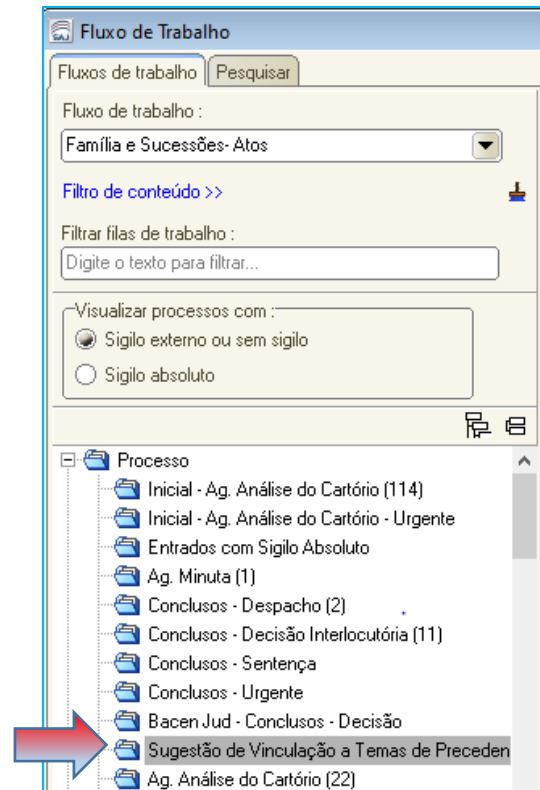 SAJ Fluxo de Trabalho
Fluxos de trabalho Pesquisar
Fluxo de trabalho :
Família e Sucessões- Atos
Filtro de conteúdo >>
Filtrar filas de trabalho :
Digite o texto para filtrar...
Visualizar processos com :
Sigilo externo ou sem sigilo
Sigilo absoluto
Processo
Inicial - Ag. Análise do Cartório (114)
Inicial - Ag. Análise do Cartório - Urgente
Entrados com Sigilo Absoluto
Ag. Minuta (1)
Conclusos - Despacho (2)
Conclusos - Decisão Interlocutória (11)
Conclusos - Sentença
Conclusos - Urgente
Bacen Jud - Conclusos - Decisão
Sugestão de Vinculação a Temas de Preceden
Ag. Análise do Cartório (22)